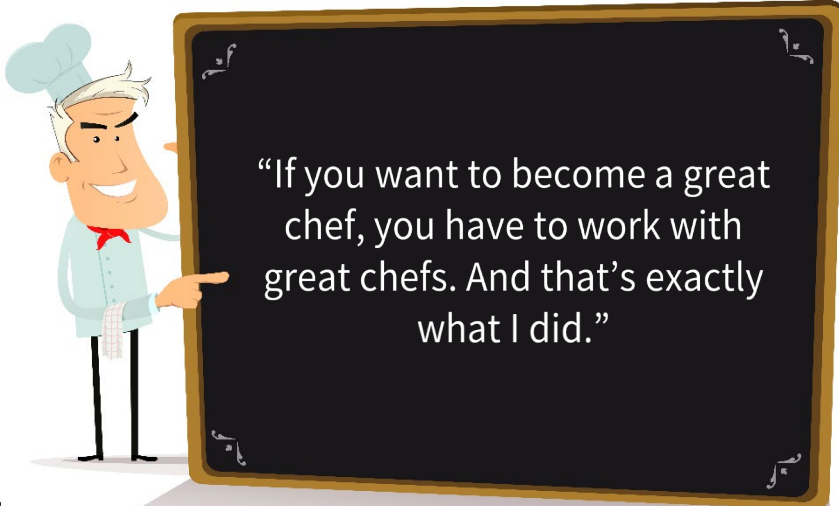 “If you want to become a great
chef, you have to work with
great chefs. And that’s exactly
what I did.”